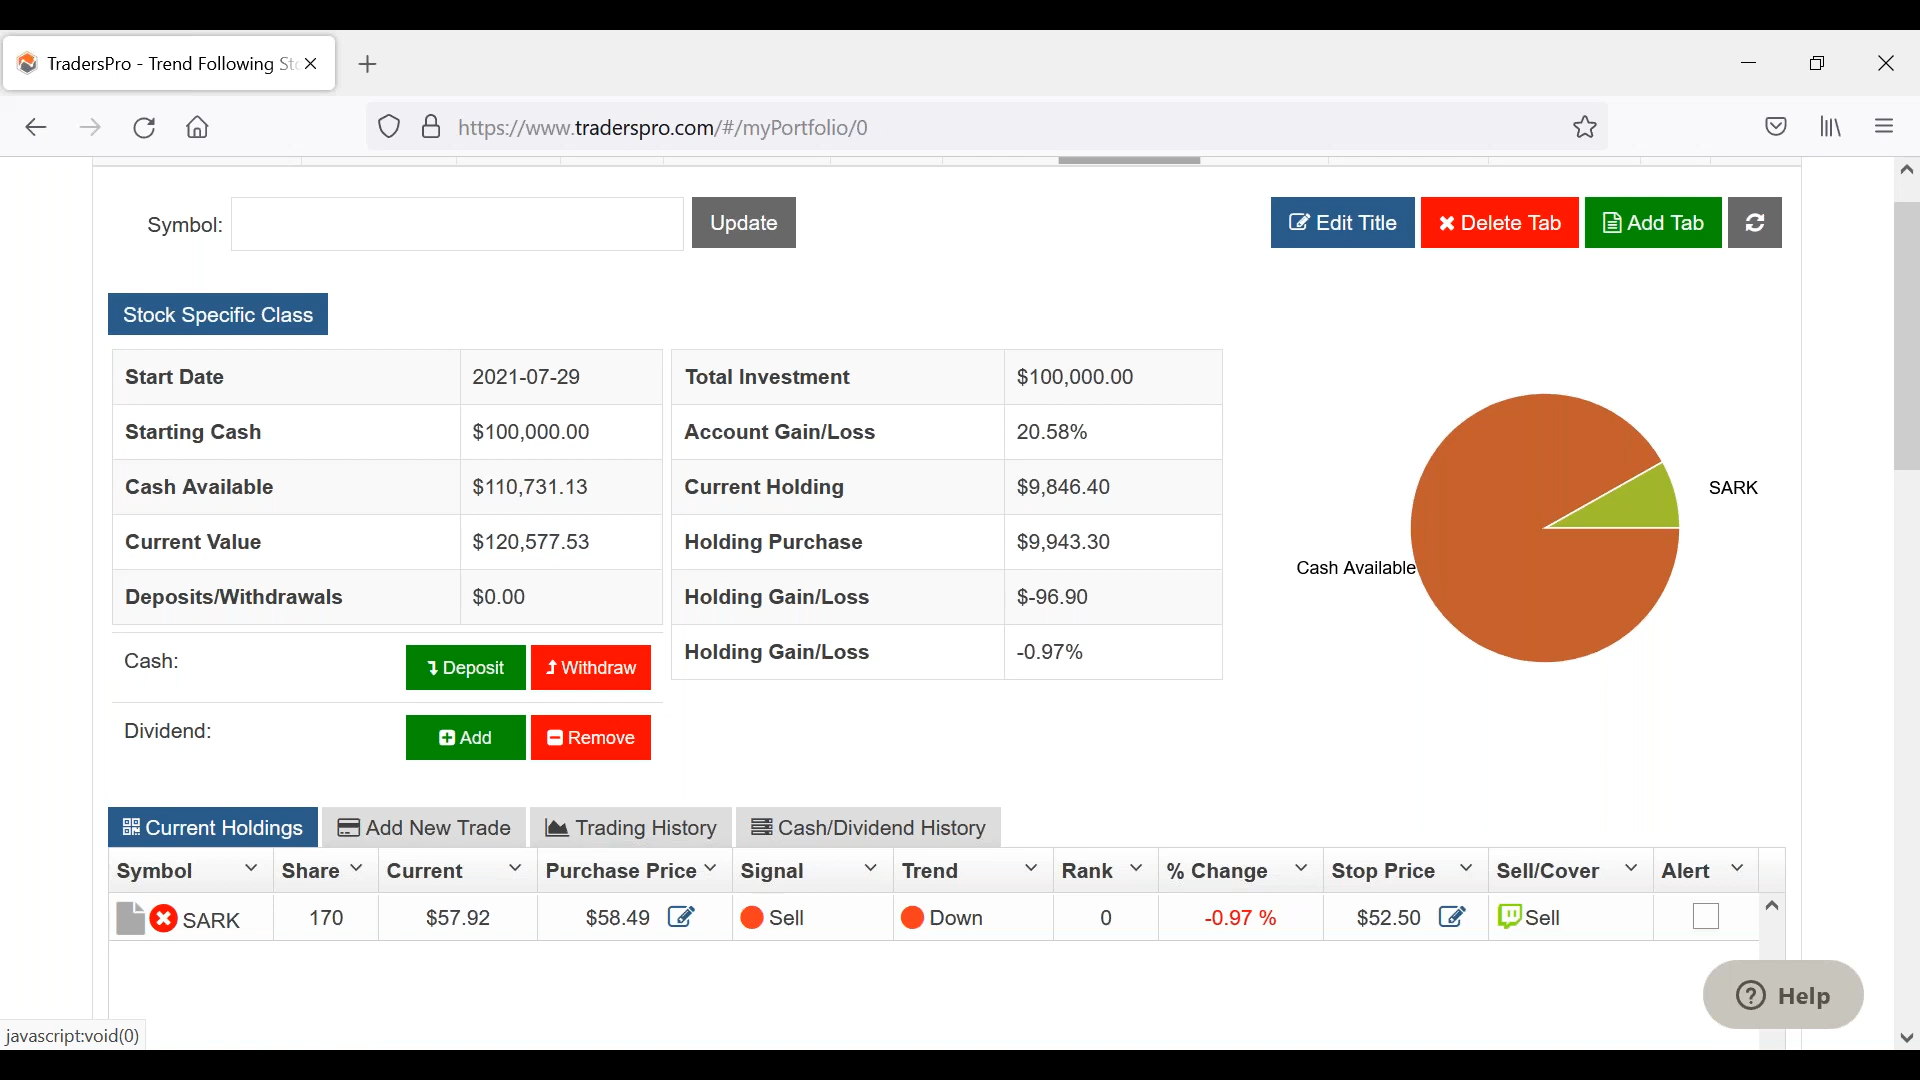 TradersPro - Trend Following Sto
https://www.traderspro.com/#/myPortfolio/0
Symbol: Update Edit Title Delete Tab Add Tab
Stock Specific Class
Start Date 2021-07-29 Total Investment $100,000.00
Starting Cash $100,000.00 Account Gain/Loss 20.58%
Cash Available $110,731.13 Current Holding $9,846.40
SARK
Current Value $120,577.53 Holding Purchase $9,943.30
Cash Available
Deposits/Withdrawals $0.00 Holding Gain/Loss $-96.90
Cash: Deposit Withdraw Holding Gain/Loss -0.97%
Dividend: Add Remove
Current Holdings Add New Trade Trading History Cash/Dividend History
Symbol Share Current Purchase Price Signal Trend Rank % Change Stop Price Sell/Cover Alert
SARK 170 $57.92 $58.49 Sell Down 0 -0.97 % $52.50 Sell
Help
javascript:void(0)